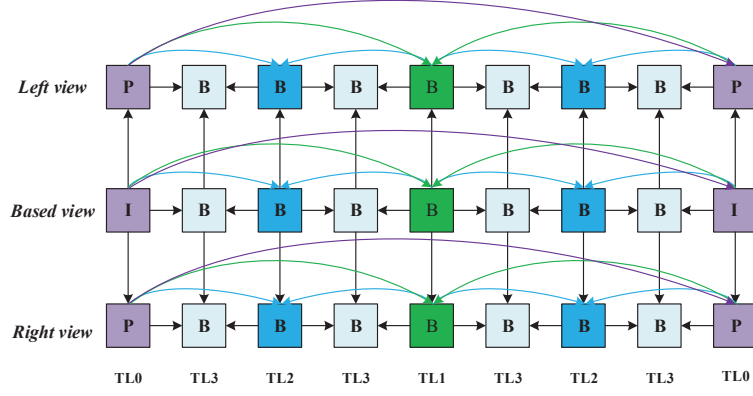 Left view P B B B B B B B P
Based view I B B B B B B B I
Right view P B B B B B B B P
TL0 TL3 TL2 TL3 TL1 TL3 TL2 TL3 TL0